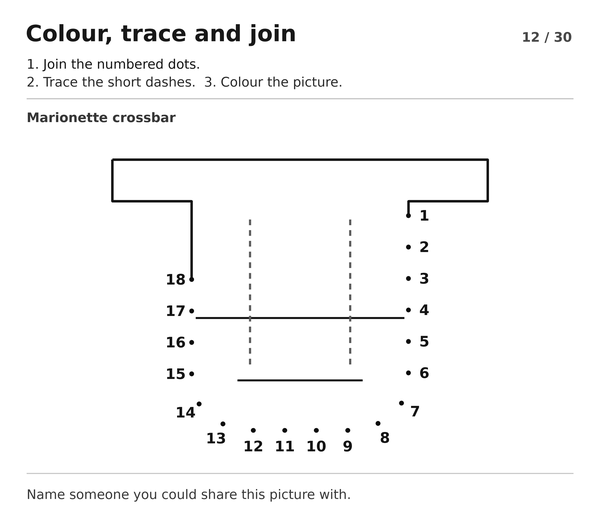 Colour, trace and join
12 / 30
1. Join the numbered dots.
2. Trace the short dashes.  3. Colour the picture.
Marionette crossbar
1
2
18 3
17 4
16 5
15 6
14 7
13 12 11 10 9 8
Name someone you could share this picture with.